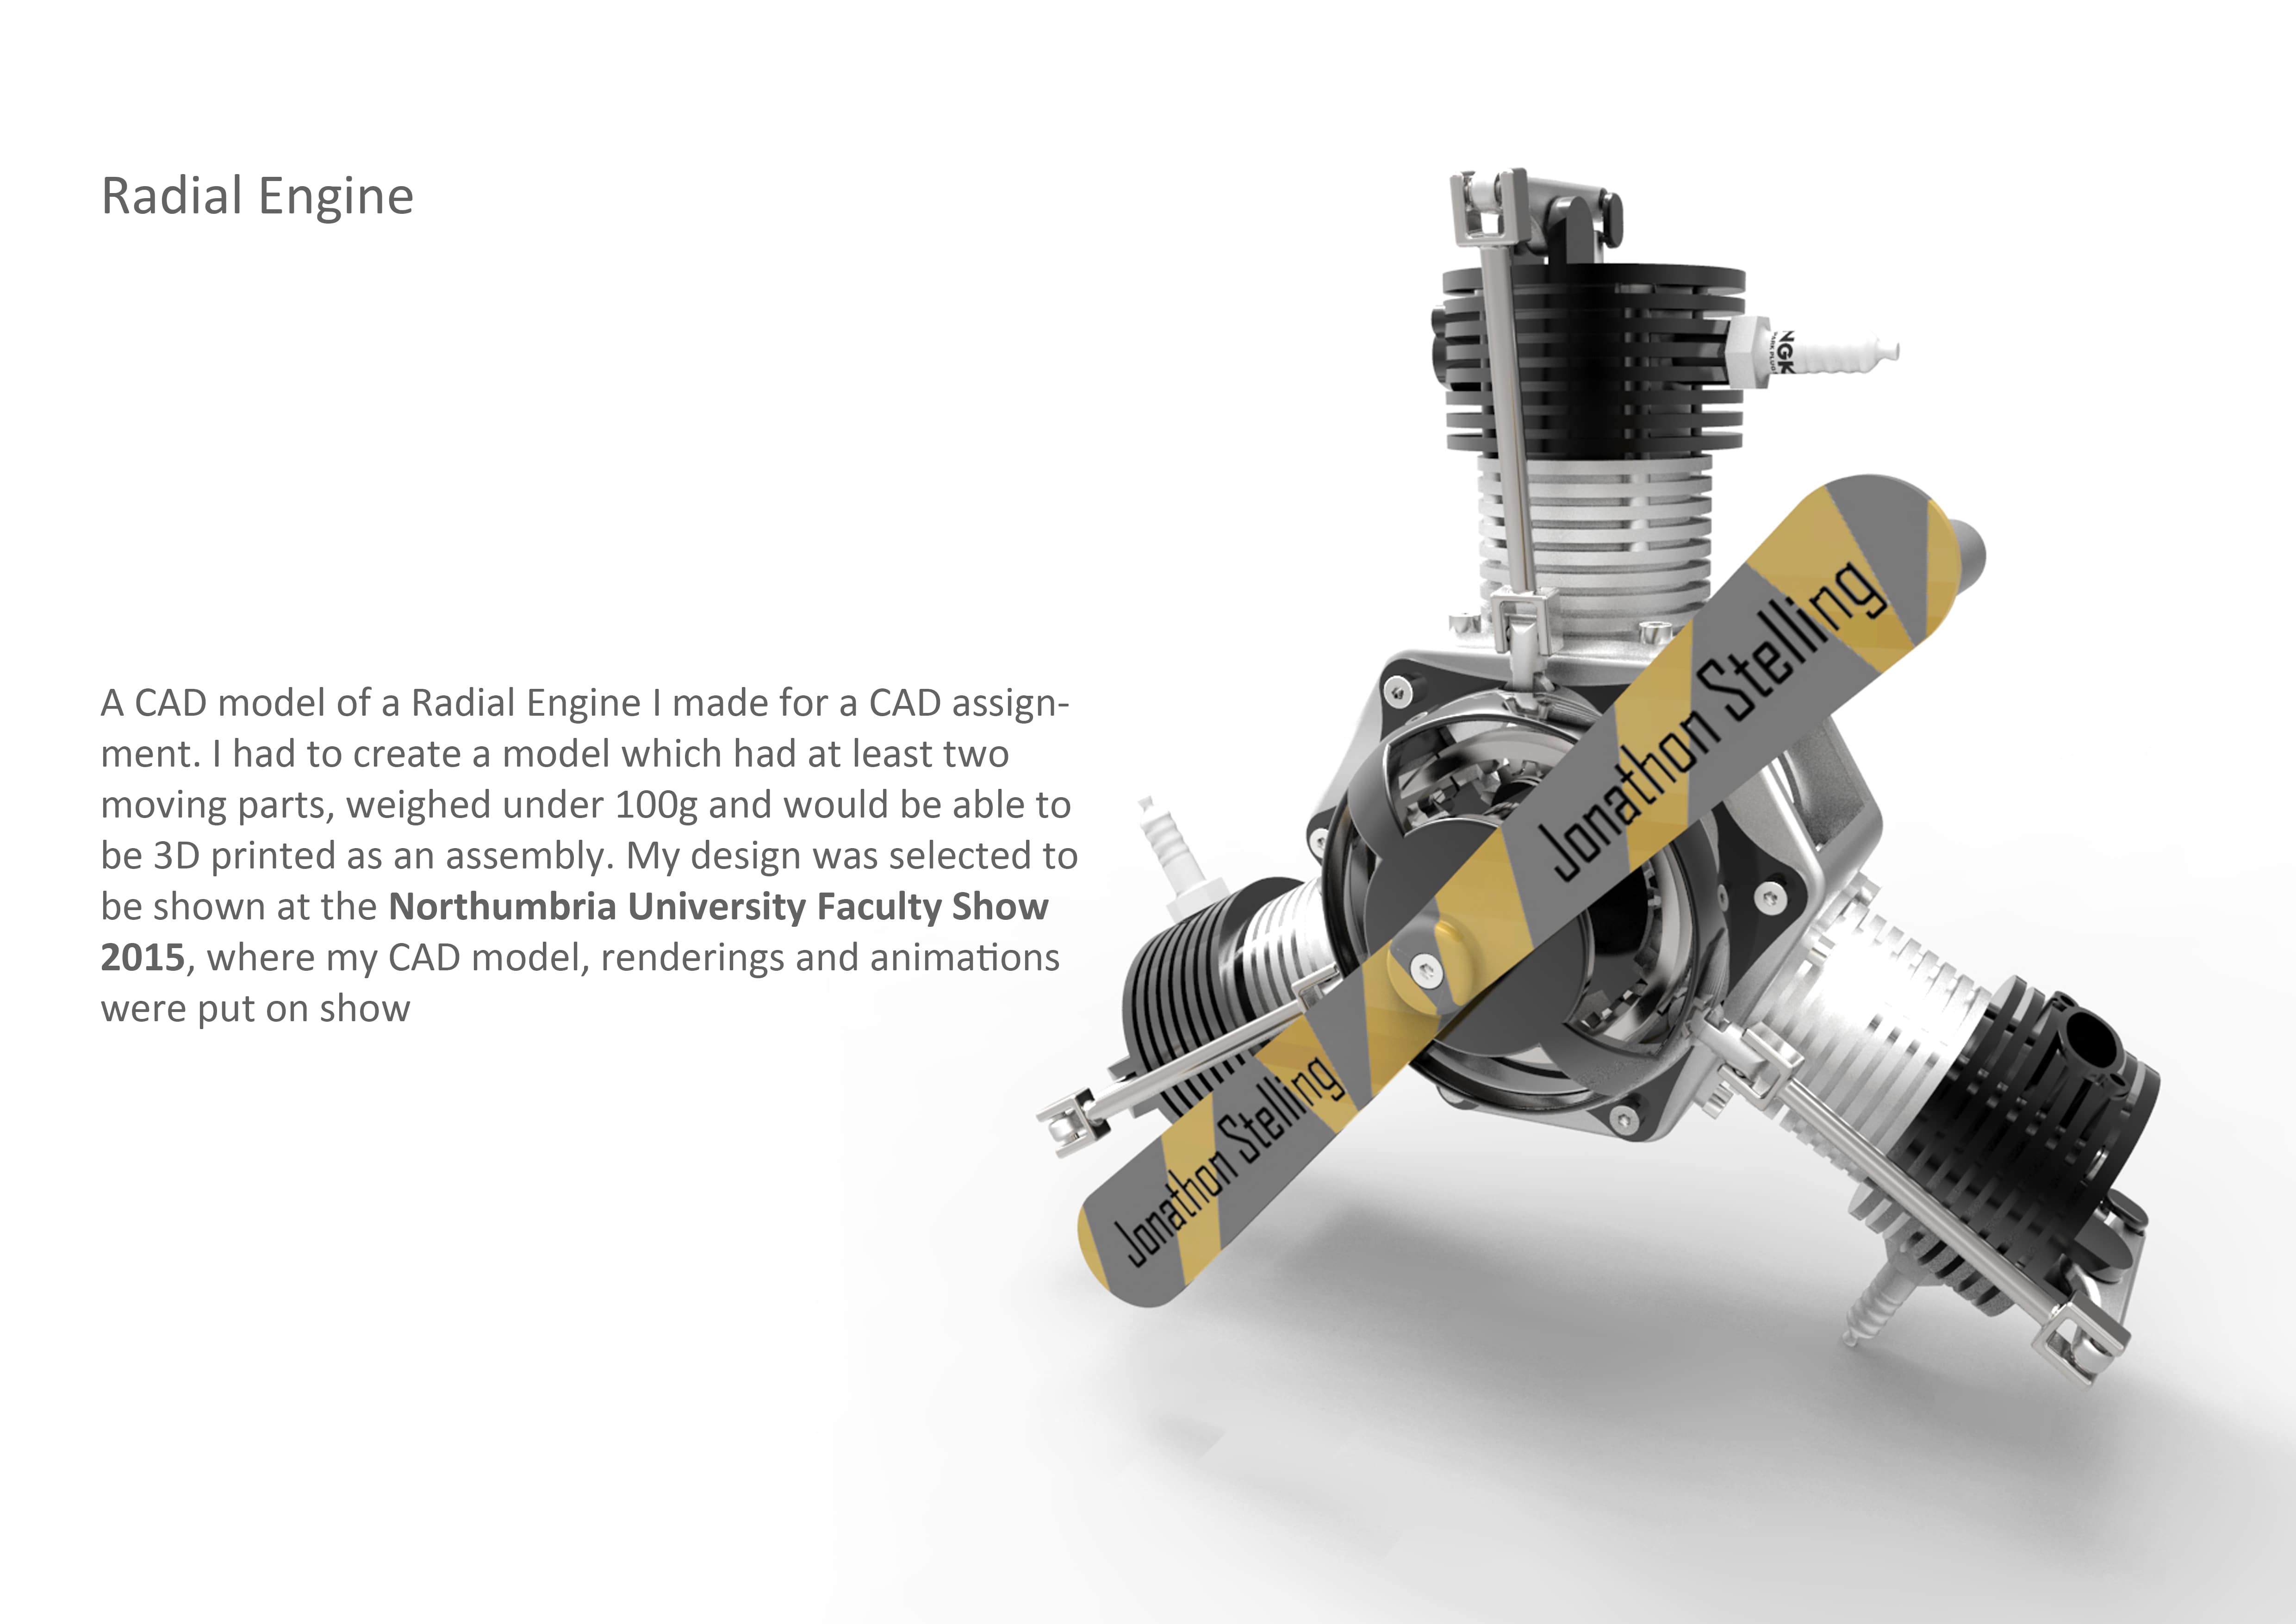 Radial Engine
A CAD model of a Radial Engine I made for a CAD assign-
ment. I had to create a model which had at least two
moving parts, weighed under 100g and would be able to
be 3D printed as an assembly. My design was selected to
be shown at the Northumbria University Faculty Show
2015, where my CAD model, renderings and animations
were put on show
NGK
Jonathon Stelling
Jonathon Stelling